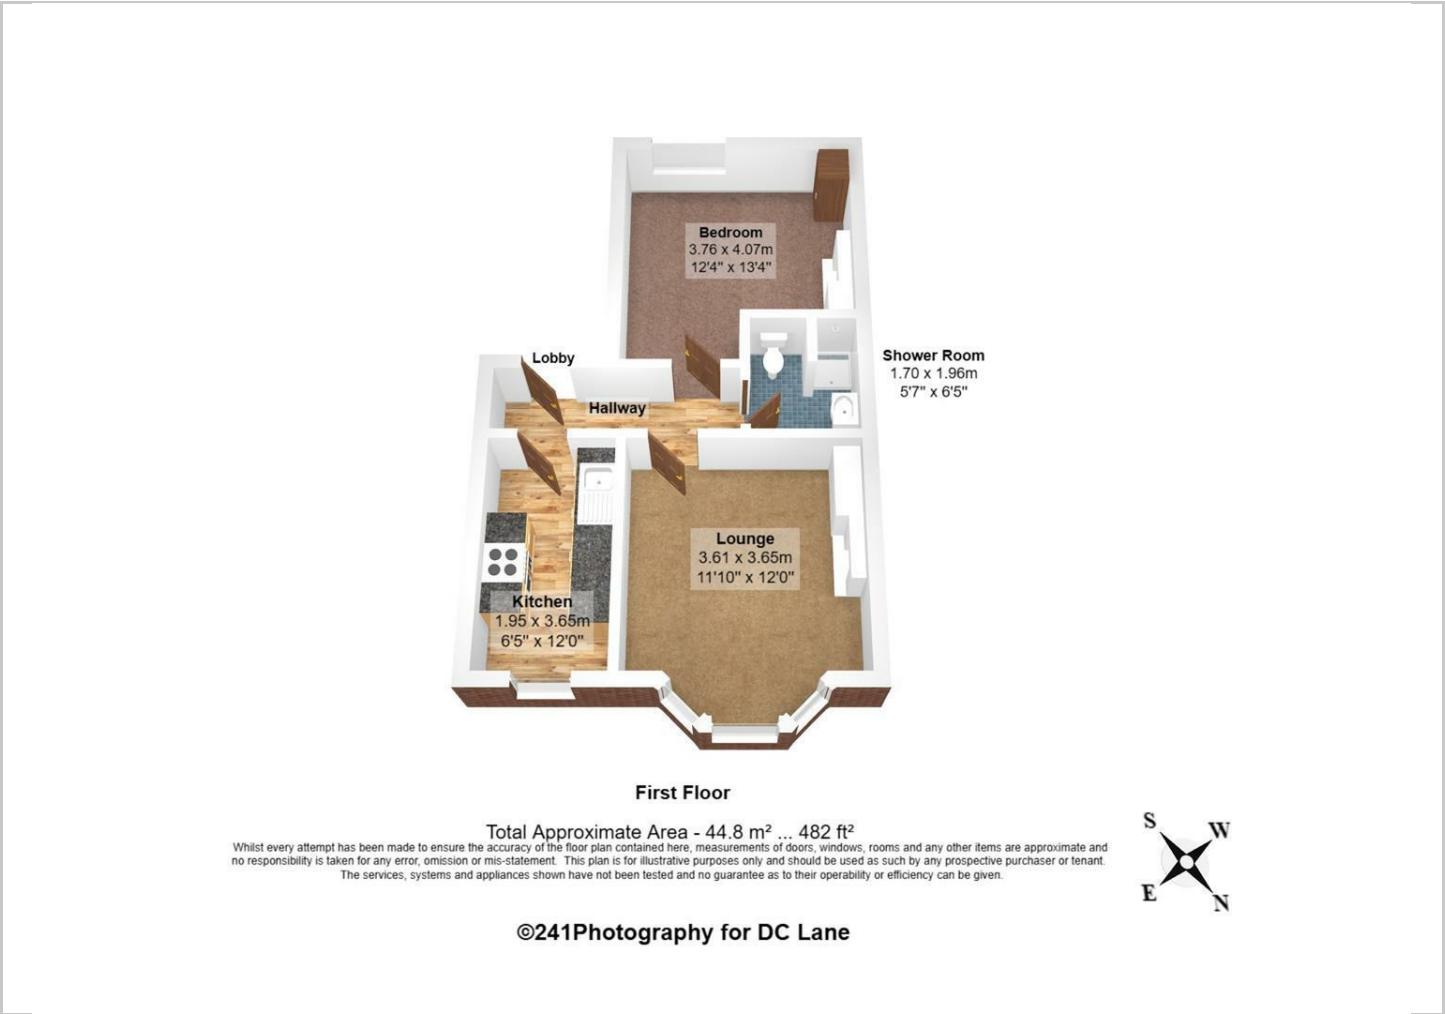 Bedroom
3.76 x 4.07m
12'4" x 13'4"
Lobby
Shower Room
1.70 x 1.96m
5'7" x 6'5"
Hallway
Lounge
3.61 x 3.65m
11'10" x 12'0"
Kitchen
1.95 x 3.65m
6'5" x 12'0"
First Floor
Total Approximate Area - 44.8 m² ... 482 ft²
Whilst every attempt has been made to ensure the accuracy of the floor plan contained here, measurements of doors, windows, rooms and any other items are approximate and
no responsibility is taken for any error, omission or mis-statement. This plan is for illustrative purposes only and should be used as such by any prospective purchaser or tenant.
The services, systems and appliances shown have not been tested and no guarantee as to their operability or efficiency can be given.
S
W
E
N
©241Photography for DC Lane